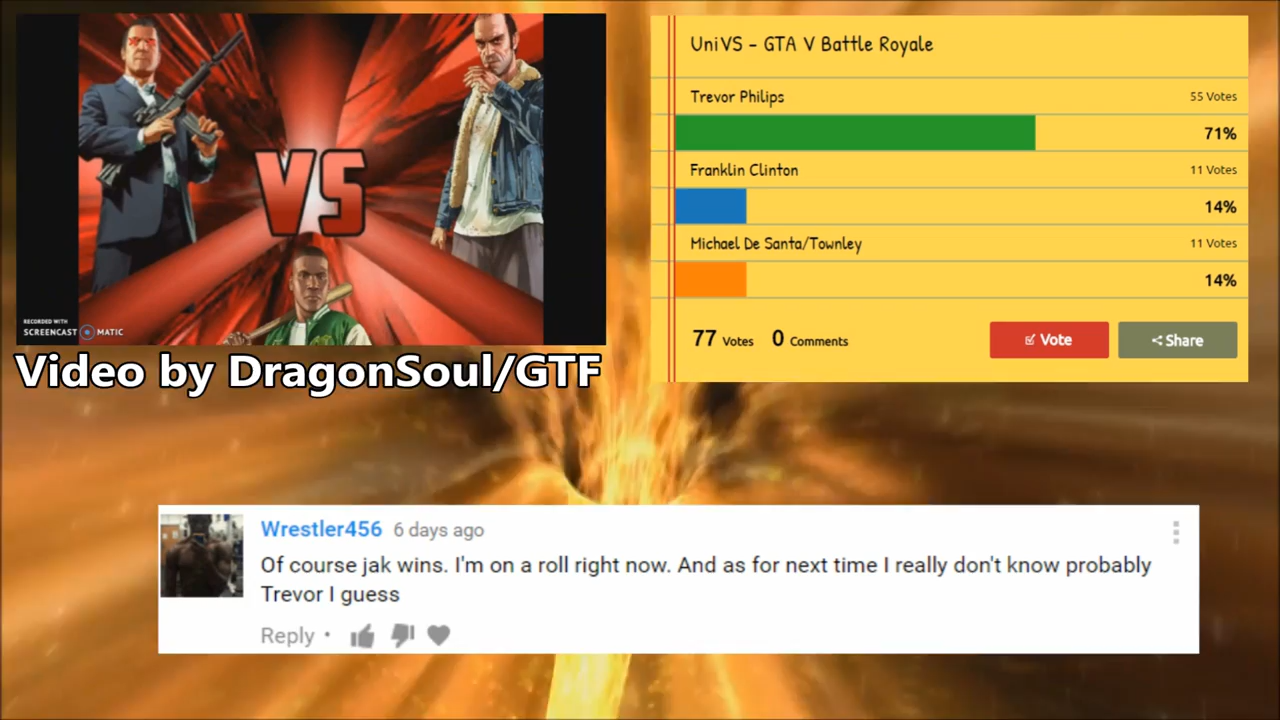 VS
RECORDED WITH
SCREENCAST MATIC
Video by DragonSoul/GTF
UniVS - GTA V Battle Royale
Trevor Philips 55 Votes
71%
Franklin Clinton 11 Votes
14%
Michael De Santa/Townley 11 Votes
14%
77 Votes 0 Comments Vote Share
Wrestler456 6 days ago
Of course jak wins. I'm on a roll right now. And as for next time I really don't know probably
Trevor I guess
Reply •